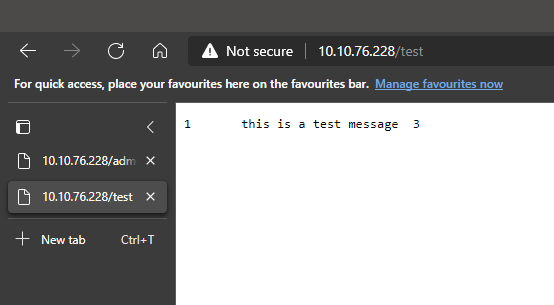 Not secure 10.10.76.228/test
For quick access, place your favourites here on the favourites bar. Manage favourites now
1 this is a test message 3
10.10.76.228/adm
10.10.76.228/test
New tab Ctrl+T